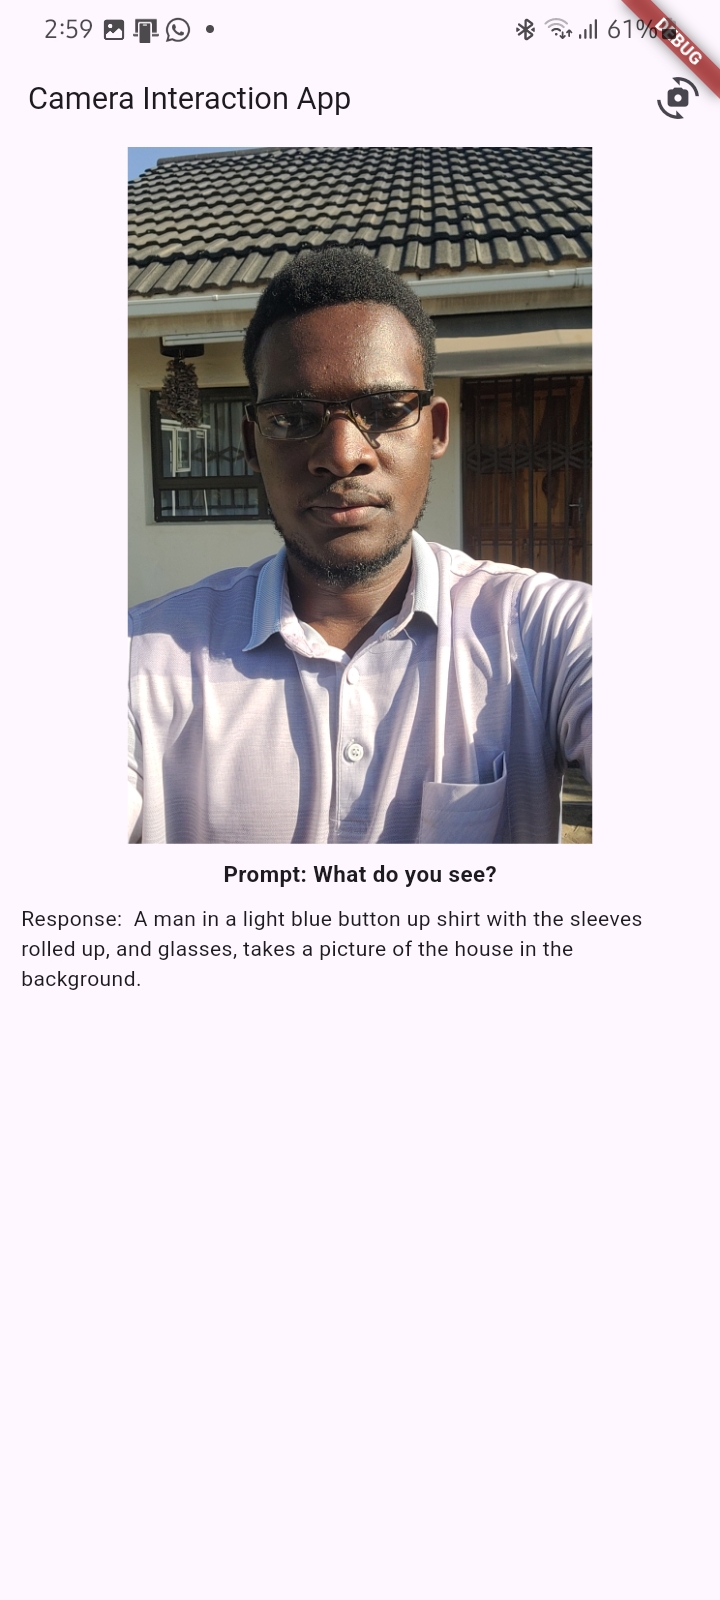 2:59
61%
DEBUG
Camera Interaction App
Prompt: What do you see?
Response:  A man in a light blue button up shirt with the sleeves
rolled up, and glasses, takes a picture of the house in the
background.